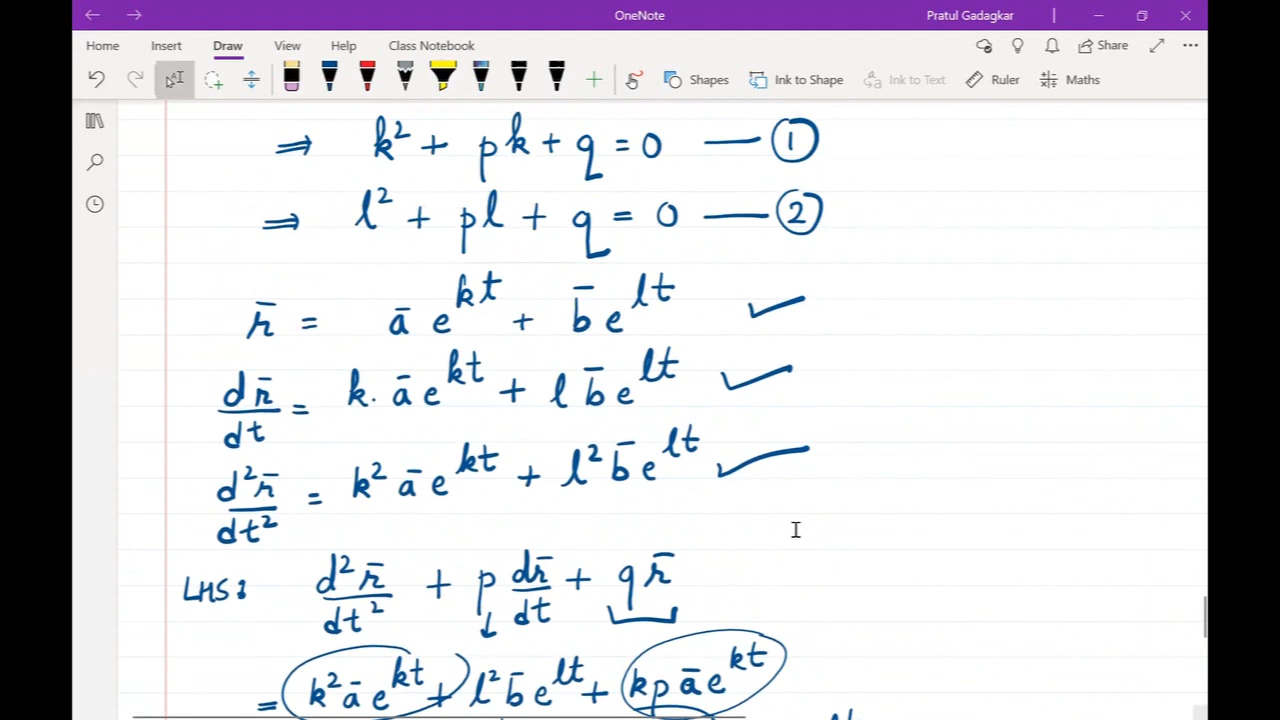 OneNote
Pratul Gadagkar
Home Insert Draw View Help Class Notebook
Share
Shapes Ink to Shape Ink to Text Ruler Maths
⇒ k² + pk + q = 0 — ①
⇒ l² + pl + q = 0 — ②
r̄ = ā e^{kt} + b̄ e^{lt} ✓
dr̄/dt = k. ā e^{kt} + l b̄ e^{lt} ✓
d²r̄/dt² = k² ā e^{kt} + l² b̄ e^{lt} ✓
LHS: d²r̄/dt² + p dr̄/dt + q r̄
= k² ā e^{kt} + l² b̄ e^{lt} + kp ā e^{kt}